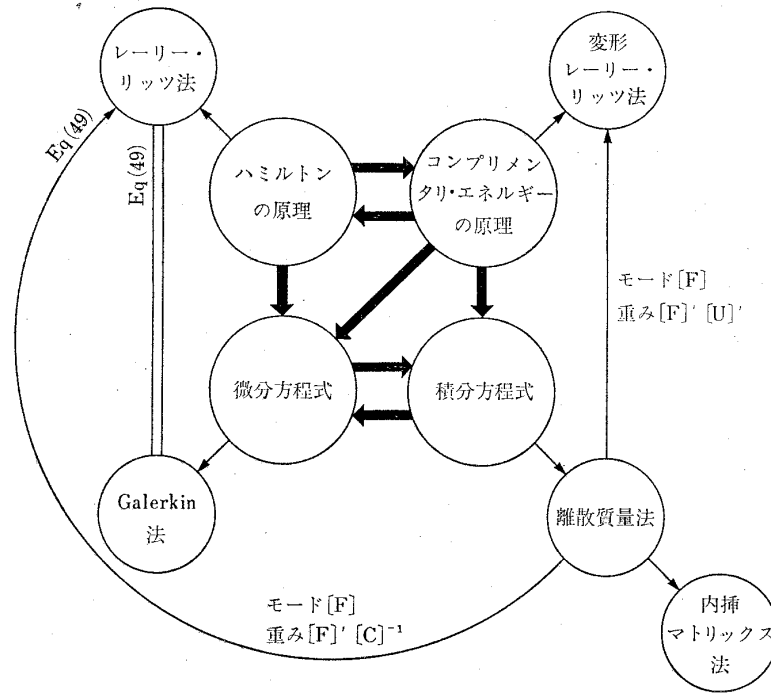 レーリー・
リッツ法
変形
レーリー・
リッツ法
Eq(49)
Eq(49)
ハミルトン
の原理
コンプリメン
タリ・エネルギー
の原理
モード[F]
重み[F]′[U]′
微分方程式
積分方程式
Galerkin
法
離散質量法
モード[F]
重み[F]′[C]⁻¹
内挿
マトリックス
法